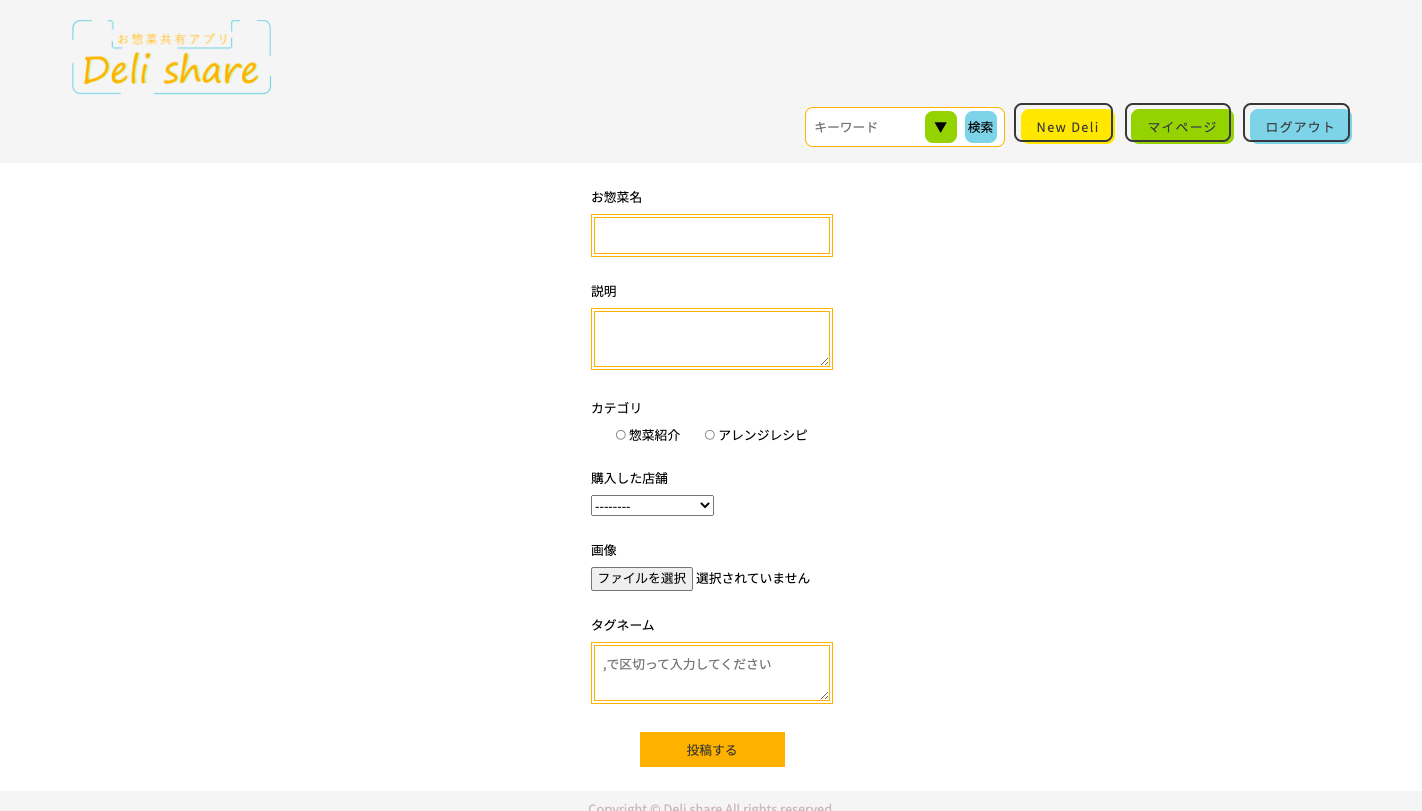 お惣菜共有アプリ
Deli share
キーワード ▼ 検索 New Deli マイページ ログアウト
お惣菜名
説明
カテゴリ
惣菜紹介 アレンジレシピ
購入した店舗
--------
画像
ファイルを選択 選択されていません
タグネーム
,で区切って入力してください
投稿する
Copyright © Deli share All rights reserved